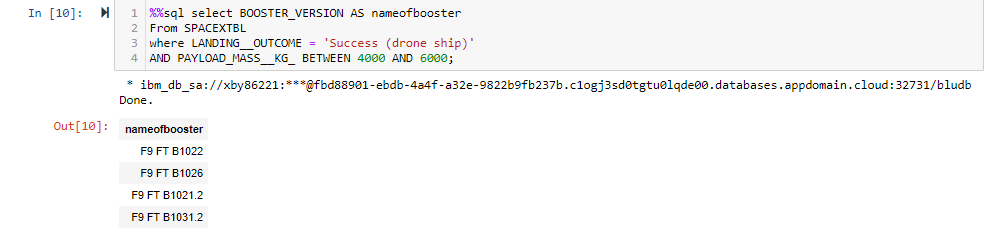 In [10]:
1 %%sql select BOOSTER_VERSION AS nameofbooster
2 From SPACEXTBL
3 where LANDING__OUTCOME = 'Success (drone ship)'
4 AND PAYLOAD_MASS__KG_ BETWEEN 4000 AND 6000;
* ibm_db_sa://xby86221:***@fbd88901-ebdb-4a4f-a32e-9822b9fb237b.c1ogj3sd0tgtu0lqde00.databases.appdomain.cloud:32731/bludb
Done.
Out[10]:
nameofbooster
F9 FT B1022
F9 FT B1026
F9 FT B1021.2
F9 FT B1031.2